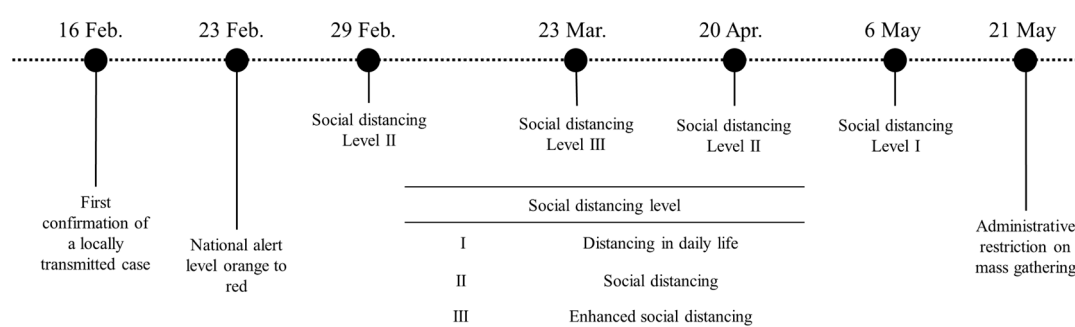 16 Feb.
23 Feb.
29 Feb.
23 Mar.
20 Apr.
6 May
21 May
Social distancing
Level II
Social distancing
Level III
Social distancing
Level II
Social distancing
Level I
First
confirmation of
a locally
transmitted case
National alert
level orange to
red
Administrative
restriction on
mass gathering
Social distancing level
I Distancing in daily life
II Social distancing
III Enhanced social distancing